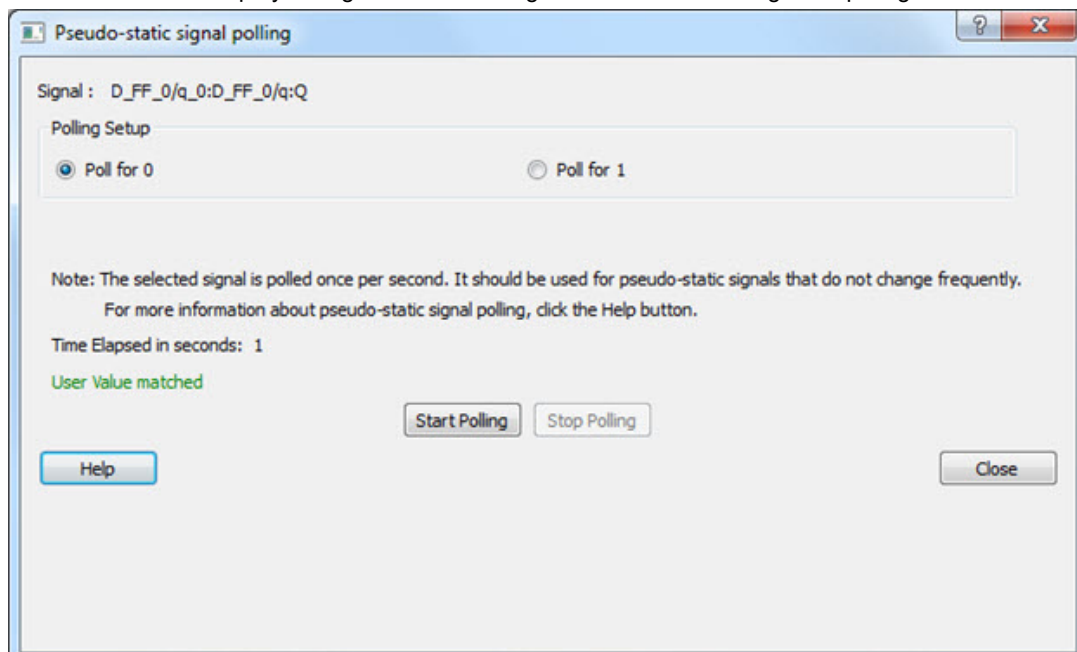 Pseudo-static signal polling
Signal : D_FF_0/q_0:D_FF_0/q:Q
Polling Setup
Poll for 0 Poll for 1
Note: The selected signal is polled once per second. It should be used for pseudo-static signals that do not change frequently.
For more information about pseudo-static signal polling, click the Help button.
Time Elapsed in seconds: 1
User Value matched
Start Polling Stop Polling
Help Close